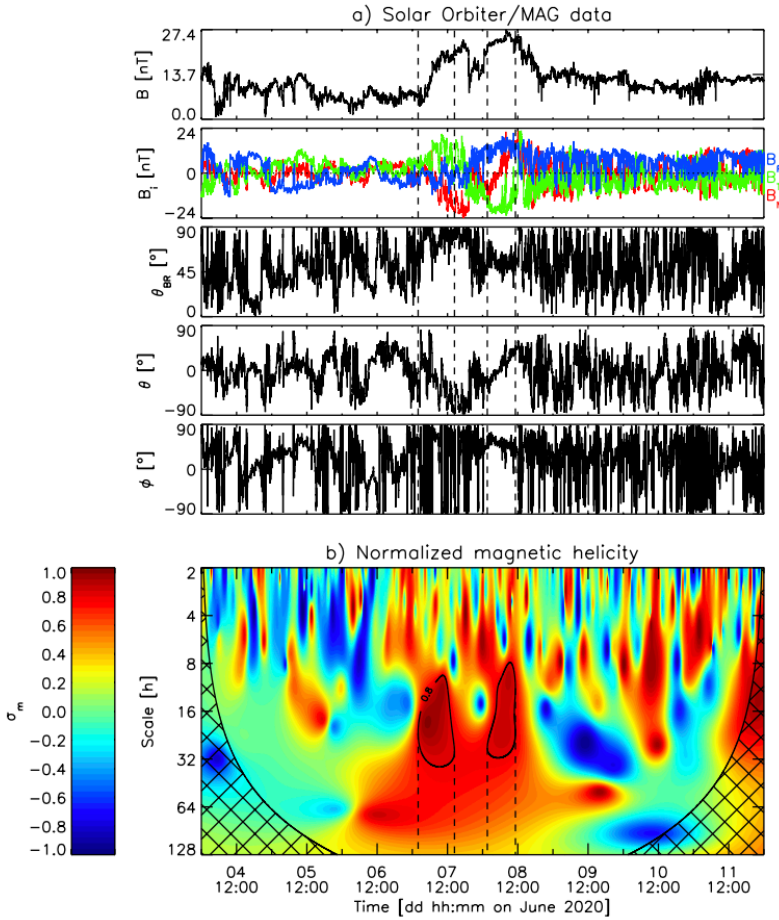 a) Solar Orbiter/MAG data
27.4
13.7
0.0
B [nT]
24
0
-24
B_i [nT]
B
B
B
90
45
0
θ_BR [°]
90
0
-90
θ [°]
90
0
-90
ϕ [°]
b) Normalized magnetic helicity
1.0
0.8
0.6
0.4
0.2
0.0
-0.2
-0.4
-0.6
-0.8
-1.0
σ_m
2
4
8
16
32
64
128
Scale [h]
0.8
04 05 06 07 08 09 10 11
12:00 12:00 12:00 12:00 12:00 12:00 12:00 12:00
Time [dd hh:mm on June 2020]